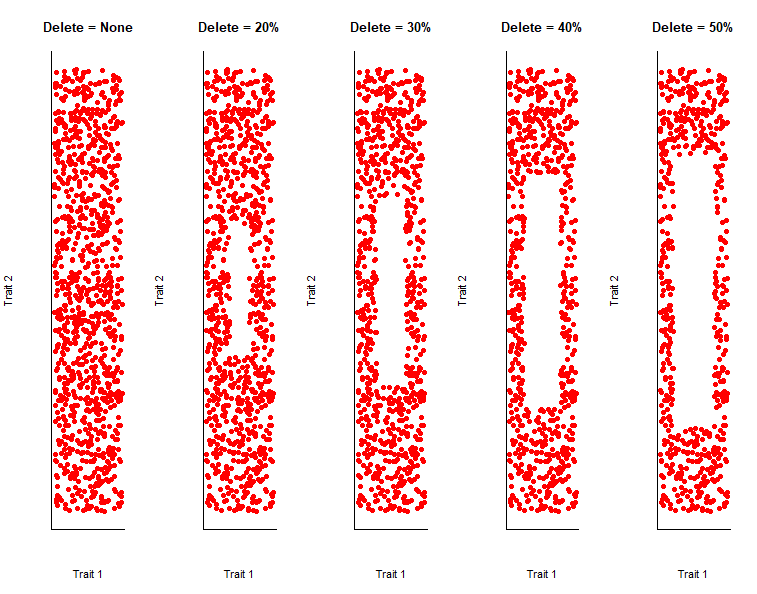 Delete = None
Delete = 20%
Delete = 30%
Delete = 40%
Delete = 50%
Trait 2
Trait 2
Trait 2
Trait 2
Trait 2
Trait 1
Trait 1
Trait 1
Trait 1
Trait 1